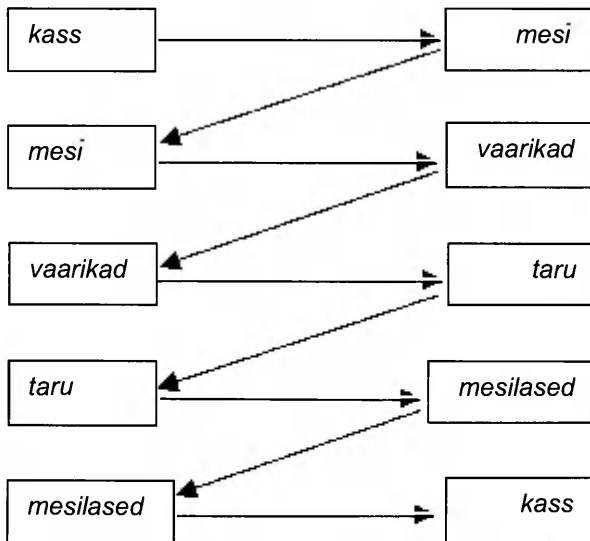 kass
mesi
mesi
vaarikad
vaarikad
taru
taru
mesilased
mesilased
kass